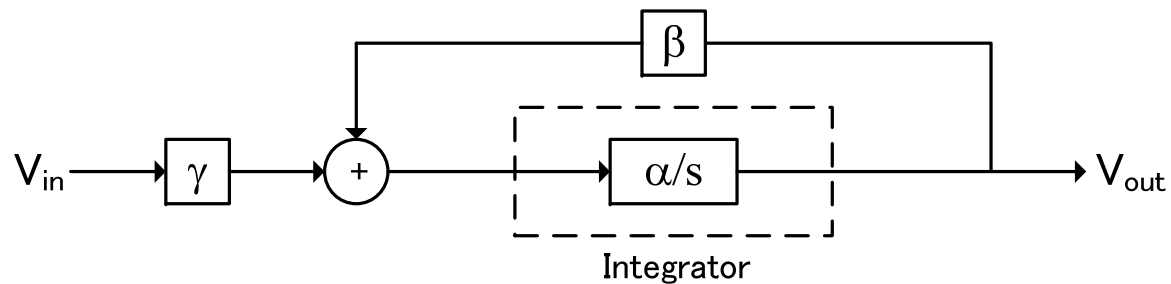 β
V_in
γ
+
α/s
V_out
Integrator